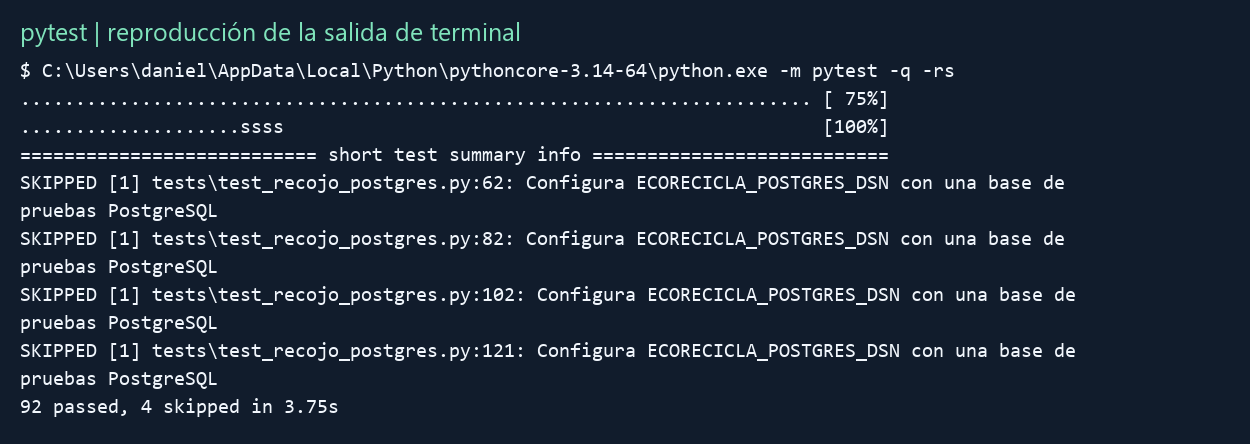 pytest | reproducción de la salida de terminal
$ C:\Users\daniel\AppData\Local\Python\pythoncore-3.14-64\python.exe -m pytest -q -rs
........................................................................ [ 75%]
....................ssss                                                 [100%]
=========================== short test summary info ===========================
SKIPPED [1] tests\test_recojo_postgres.py:62: Configura ECORECICLA_POSTGRES_DSN con una base de
pruebas PostgreSQL
SKIPPED [1] tests\test_recojo_postgres.py:82: Configura ECORECICLA_POSTGRES_DSN con una base de
pruebas PostgreSQL
SKIPPED [1] tests\test_recojo_postgres.py:102: Configura ECORECICLA_POSTGRES_DSN con una base de
pruebas PostgreSQL
SKIPPED [1] tests\test_recojo_postgres.py:121: Configura ECORECICLA_POSTGRES_DSN con una base de
pruebas PostgreSQL
92 passed, 4 skipped in 3.75s